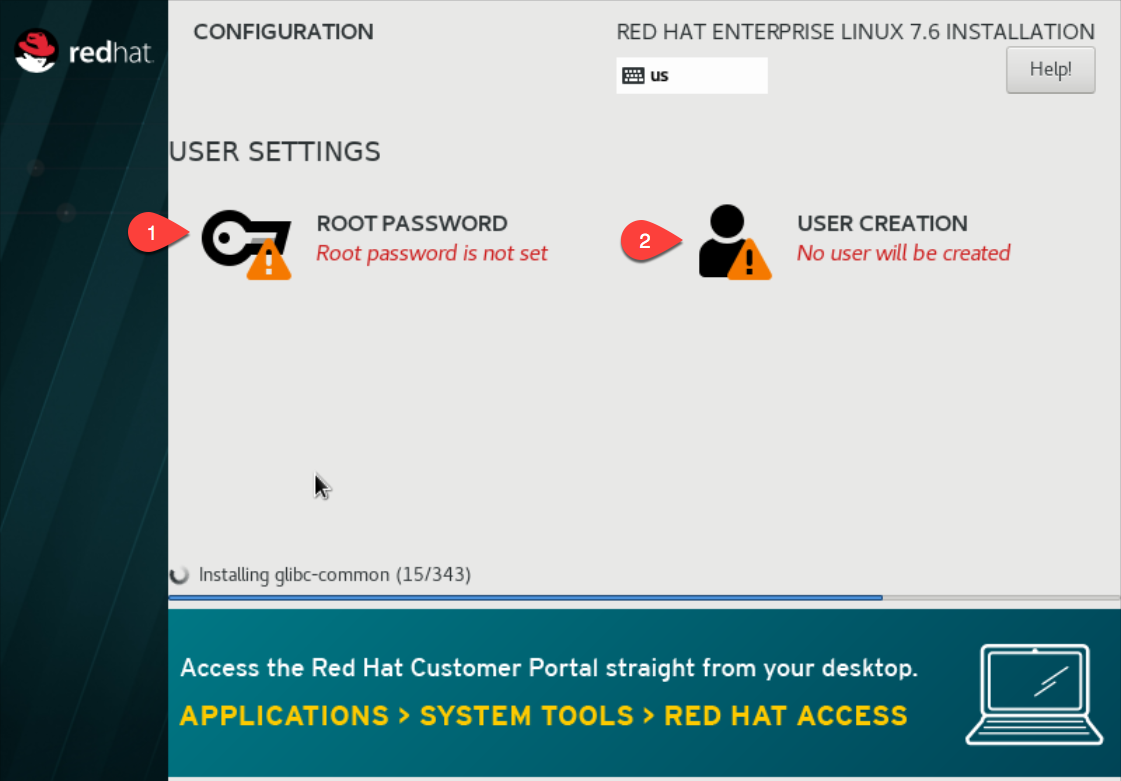 redhat.
CONFIGURATION
RED HAT ENTERPRISE LINUX 7.6 INSTALLATION
us
Help!
USER SETTINGS
1
ROOT PASSWORD
Root password is not set
2
USER CREATION
No user will be created
Installing glibc-common (15/343)
Access the Red Hat Customer Portal straight from your desktop.
APPLICATIONS > SYSTEM TOOLS > RED HAT ACCESS